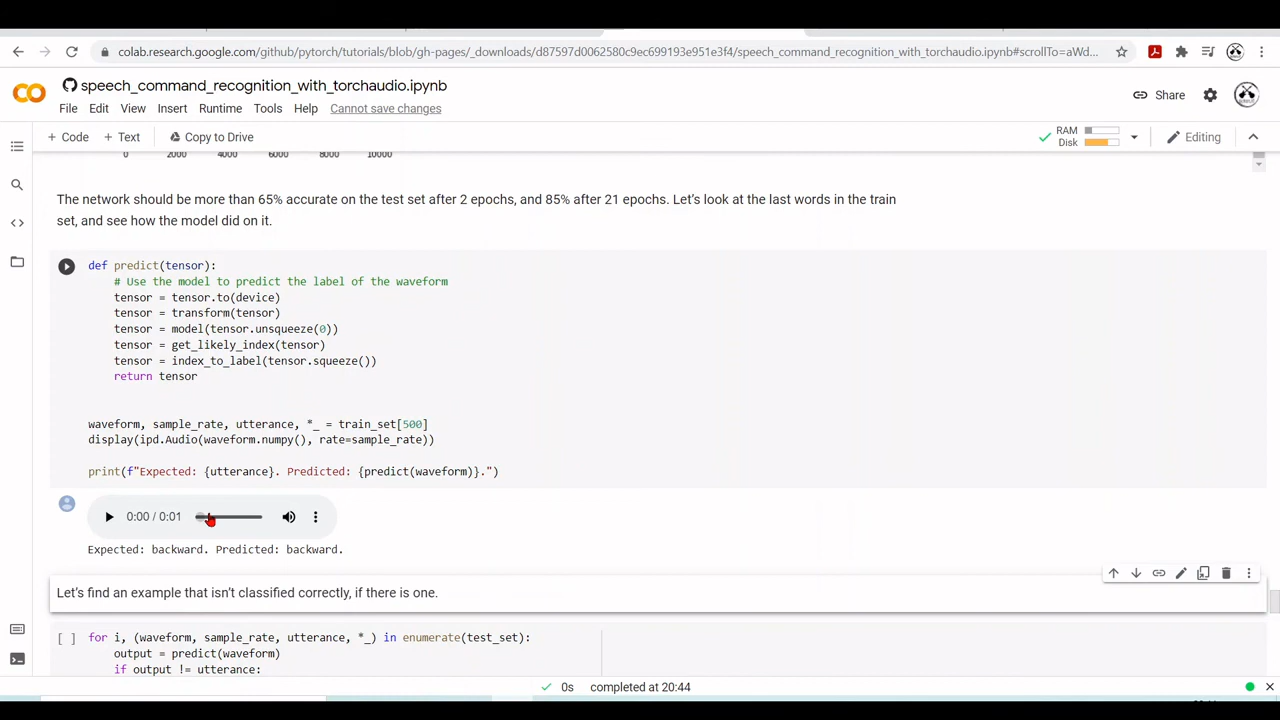 colab.research.google.com/github/pytorch/tutorials/blob/gh-pages/_downloads/d87597d0062580c9ec699193e951e3f4/speech_command_recognition_with_torchaudio.ipynb#scrollTo=aWd...
CO
speech_command_recognition_with_torchaudio.ipynb
Share
File Edit View Insert Runtime Tools Help Cannot save changes
+ Code + Text Copy to Drive
RAM
Disk
Editing
0 2000 4000 6000 8000 10000
The network should be more than 65% accurate on the test set after 2 epochs, and 85% after 21 epochs. Let’s look at the last words in the train
set, and see how the model did on it.
def predict(tensor):
# Use the model to predict the label of the waveform
tensor = tensor.to(device)
tensor = transform(tensor)
tensor = model(tensor.unsqueeze(0))
tensor = get_likely_index(tensor)
tensor = index_to_label(tensor.squeeze())
return tensor
waveform, sample_rate, utterance, *_ = train_set[500]
display(ipd.Audio(waveform.numpy(), rate=sample_rate))
print(f"Expected: {utterance}. Predicted: {predict(waveform)}.")
0:00 / 0:01
Expected: backward. Predicted: backward.
Let’s find an example that isn’t classified correctly, if there is one.
[ ] for i, (waveform, sample_rate, utterance, *_) in enumerate(test_set):
output = predict(waveform)
if output != utterance:
0s completed at 20:44